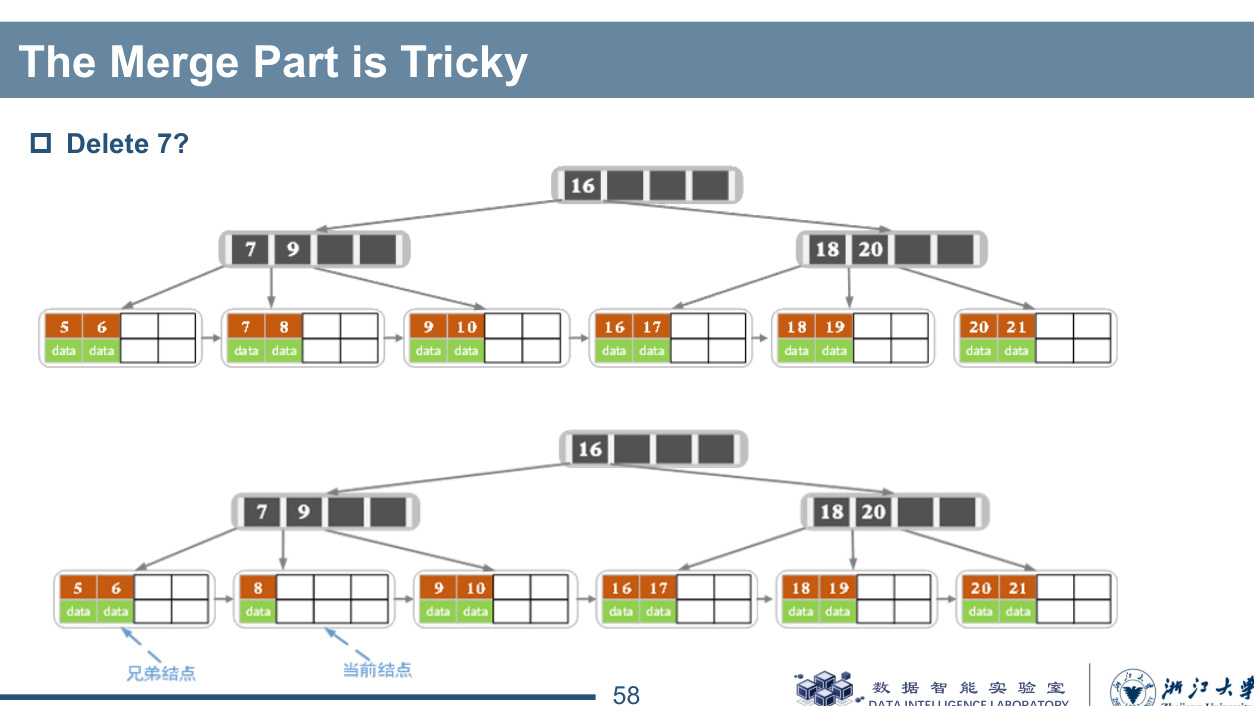 The Merge Part is Tricky
Delete 7?
16
7 9
18 20
5 6
data data
7 8
data data
9 10
data data
16 17
data data
18 19
data data
20 21
data data
16
7 9
18 20
5 6
data data
8
data
9 10
data data
16 17
data data
18 19
data data
20 21
data data
兄弟结点
当前结点
58
数据智能实验室
DATA INTELLIGENCE LABORATORY
浙江大学